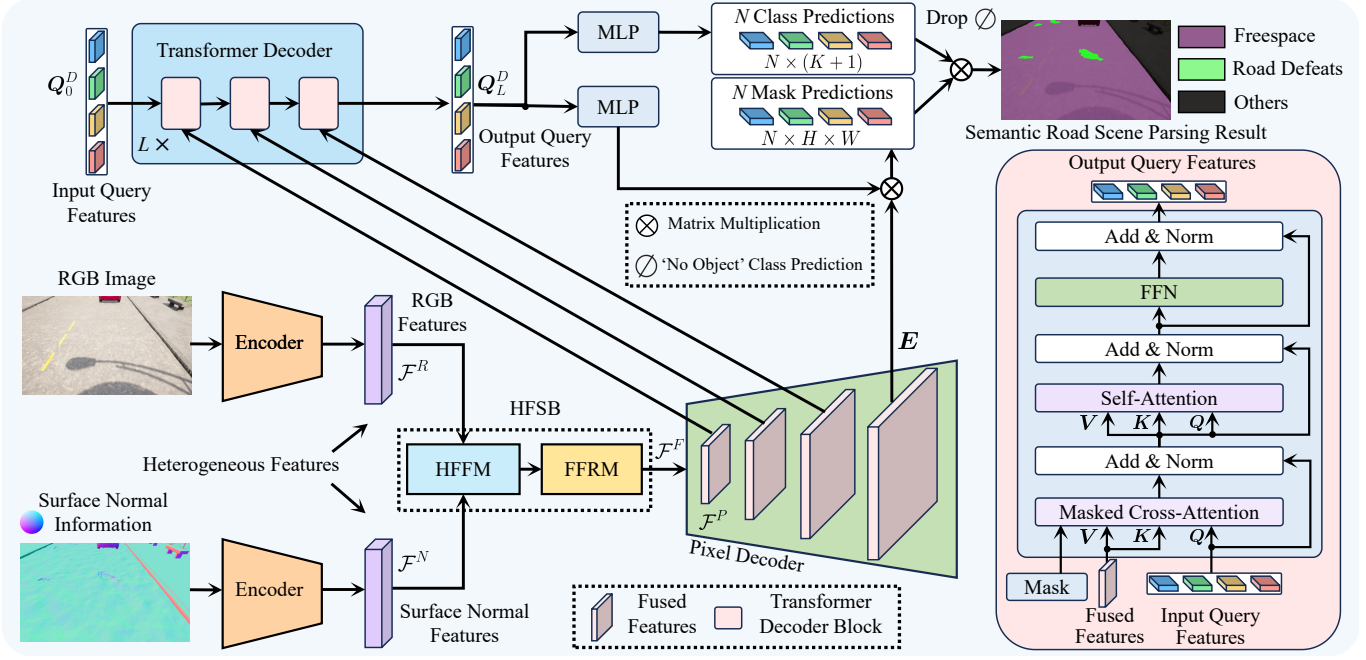 Transformer Decoder
Q_0^D
L ×
Input Query
Features
Q_L^D
Output Query
Features
MLP
MLP
N Class Predictions
N × (K + 1)
N Mask Predictions
N × H × W
Drop ∅
Freespace
Road Defeats
Others
Semantic Road Scene Parsing Result
⊗ Matrix Multiplication
∅ ‘No Object’ Class Prediction
RGB Image
Encoder
RGB
Features
F^R
Heterogeneous Features
Surface Normal
Information
Encoder
F^N
Surface Normal
Features
HFSB
HFFM
FFRM
F^F
F^P
Pixel Decoder
E
Fused
Features
Transformer
Decoder Block
Output Query Features
Add & Norm
FFN
Add & Norm
Self-Attention
V K Q
Add & Norm
Masked Cross-Attention
V K Q
Mask
Fused
Features
Input Query
Features